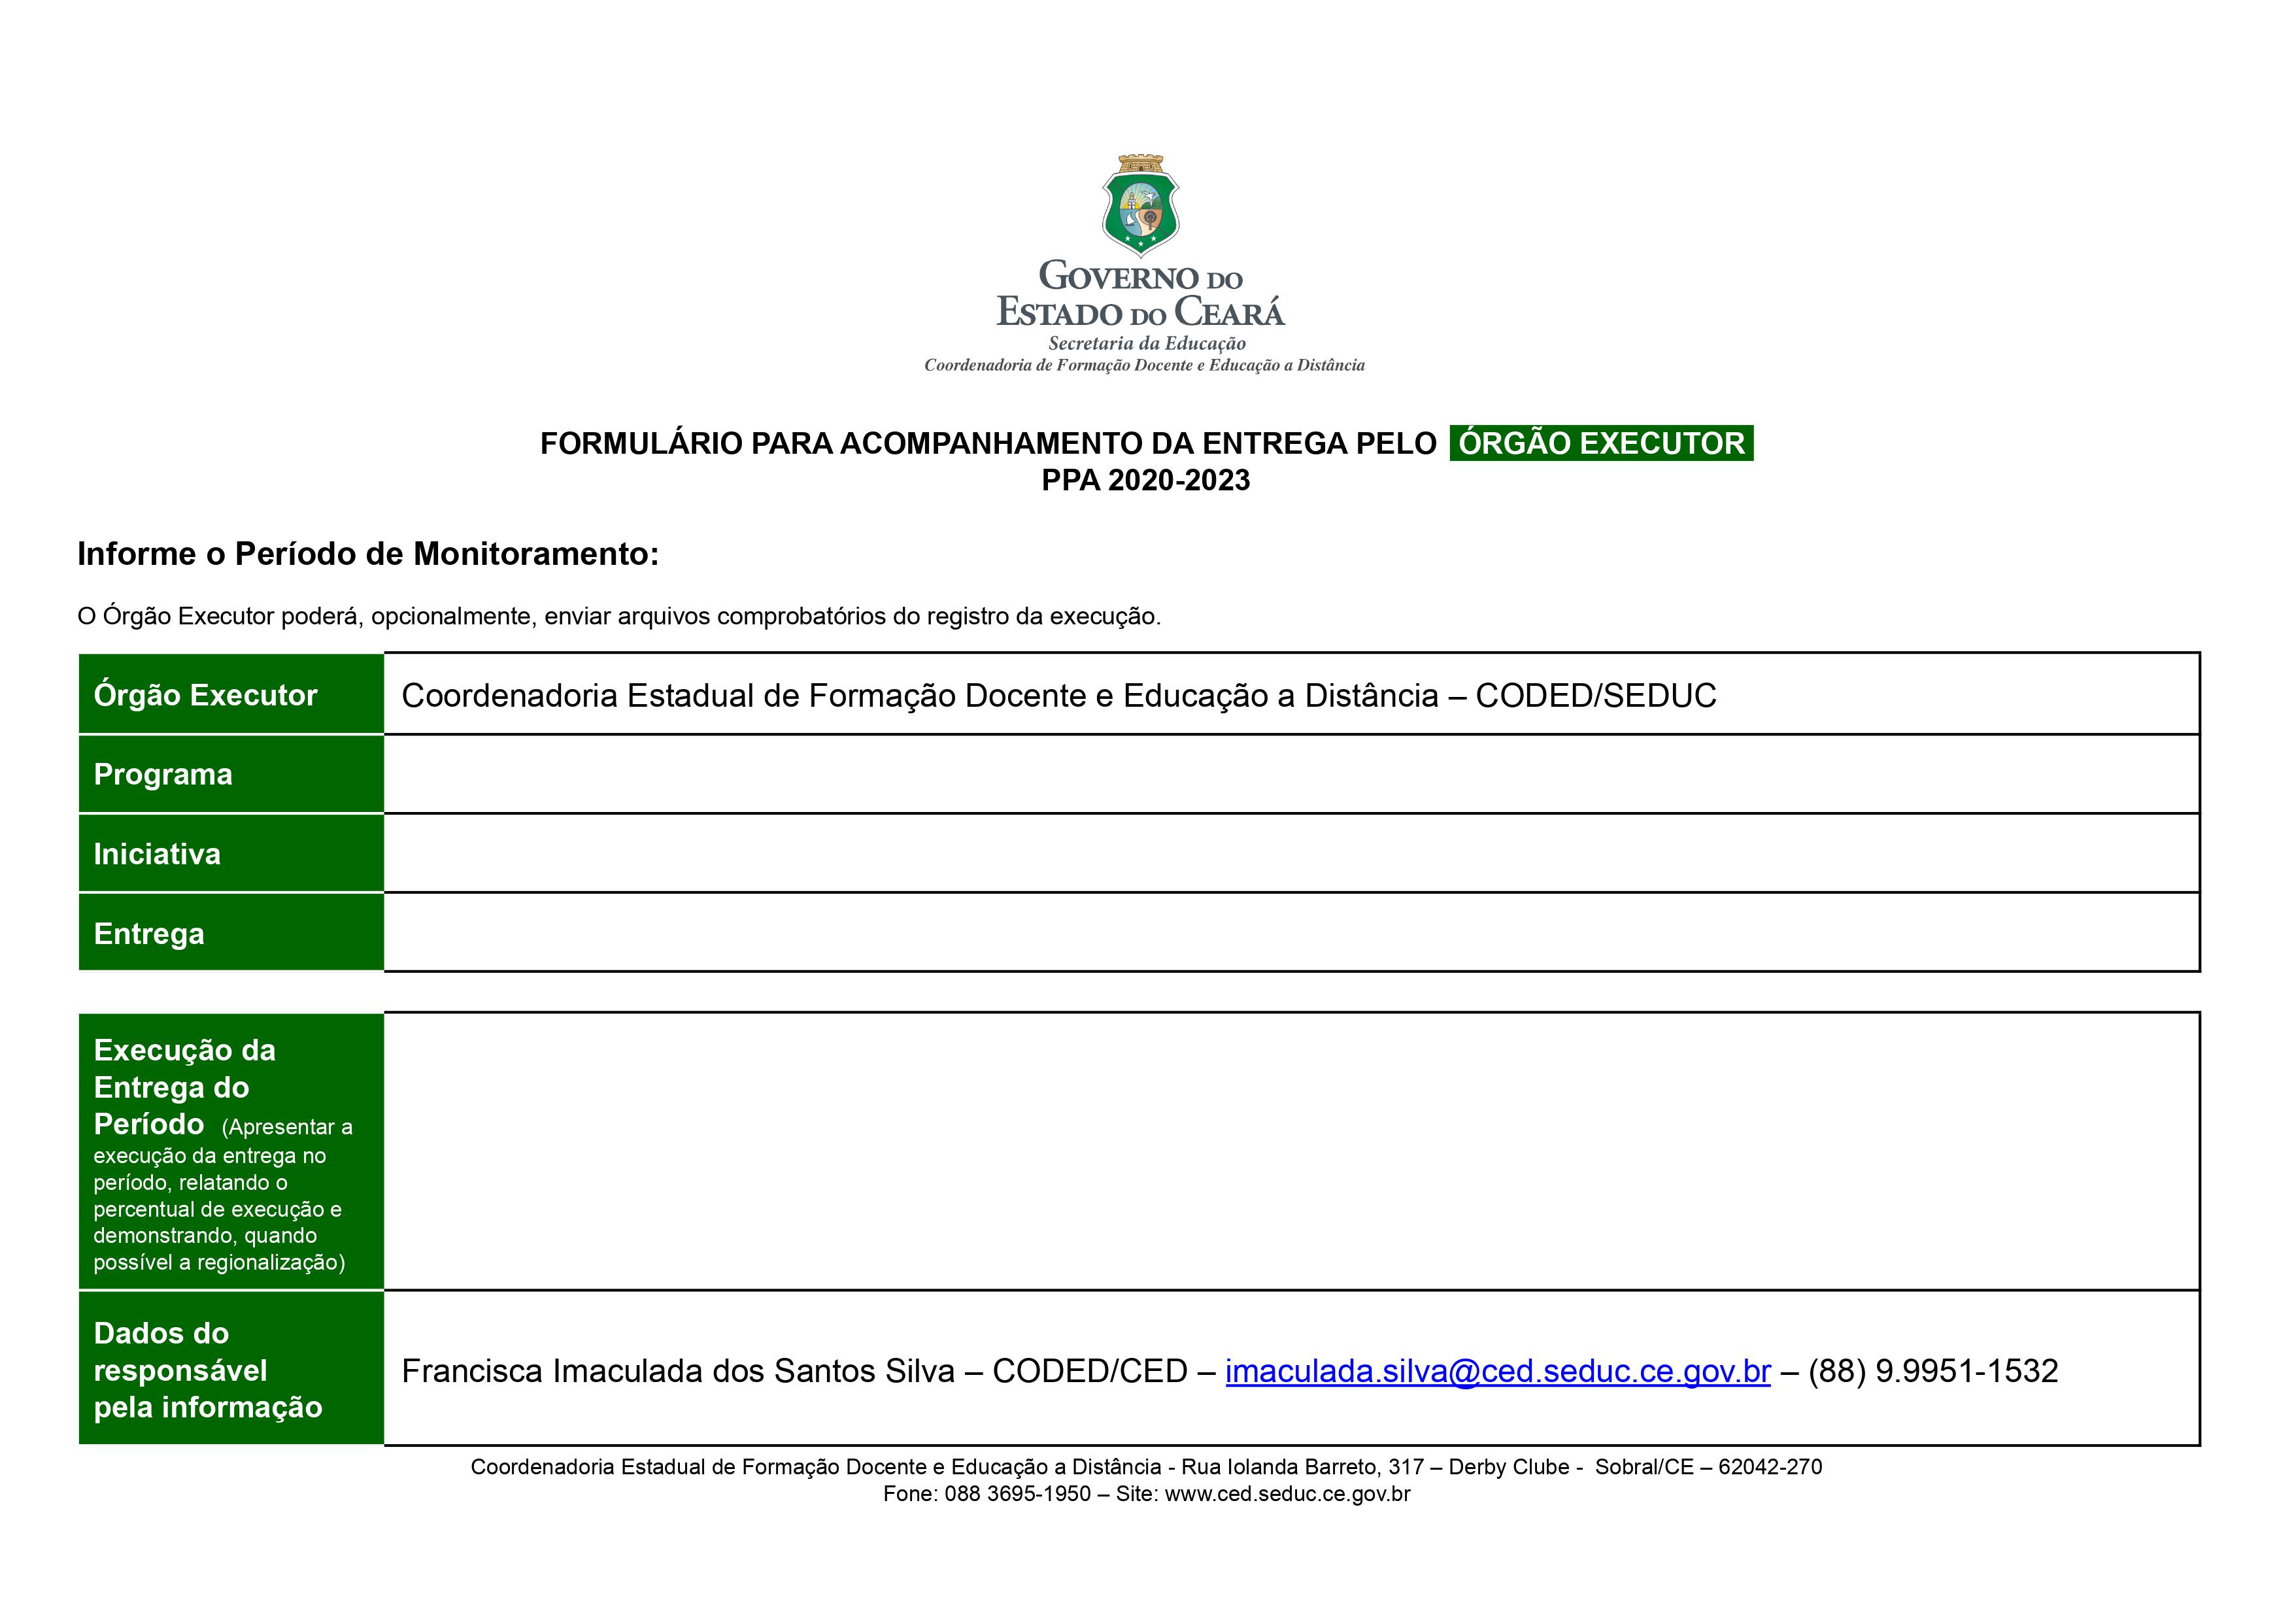 GOVERNO DO
ESTADO DO CEARÁ
Secretaria da Educação
Coordenadoria de Formação Docente e Educação a Distância
FORMULÁRIO PARA ACOMPANHAMENTO DA ENTREGA PELO ÓRGÃO EXECUTOR
PPA 2020-2023
Informe o Período de Monitoramento:
O Órgão Executor poderá, opcionalmente, enviar arquivos comprobatórios do registro da execução.
Órgão Executor
Coordenadoria Estadual de Formação Docente e Educação a Distância – CODED/SEDUC
Programa
Iniciativa
Entrega
Execução da
Entrega do
Período (Apresentar a
execução da entrega no
período, relatando o
percentual de execução e
demonstrando, quando
possível a regionalização)
Dados do
responsável
pela informação
Francisca Imaculada dos Santos Silva – CODED/CED – imaculada.silva@ced.seduc.ce.gov.br – (88) 9.9951-1532
Coordenadoria Estadual de Formação Docente e Educação a Distância - Rua Iolanda Barreto, 317 – Derby Clube - Sobral/CE – 62042-270
Fone: 088 3695-1950 – Site: www.ced.seduc.ce.gov.br